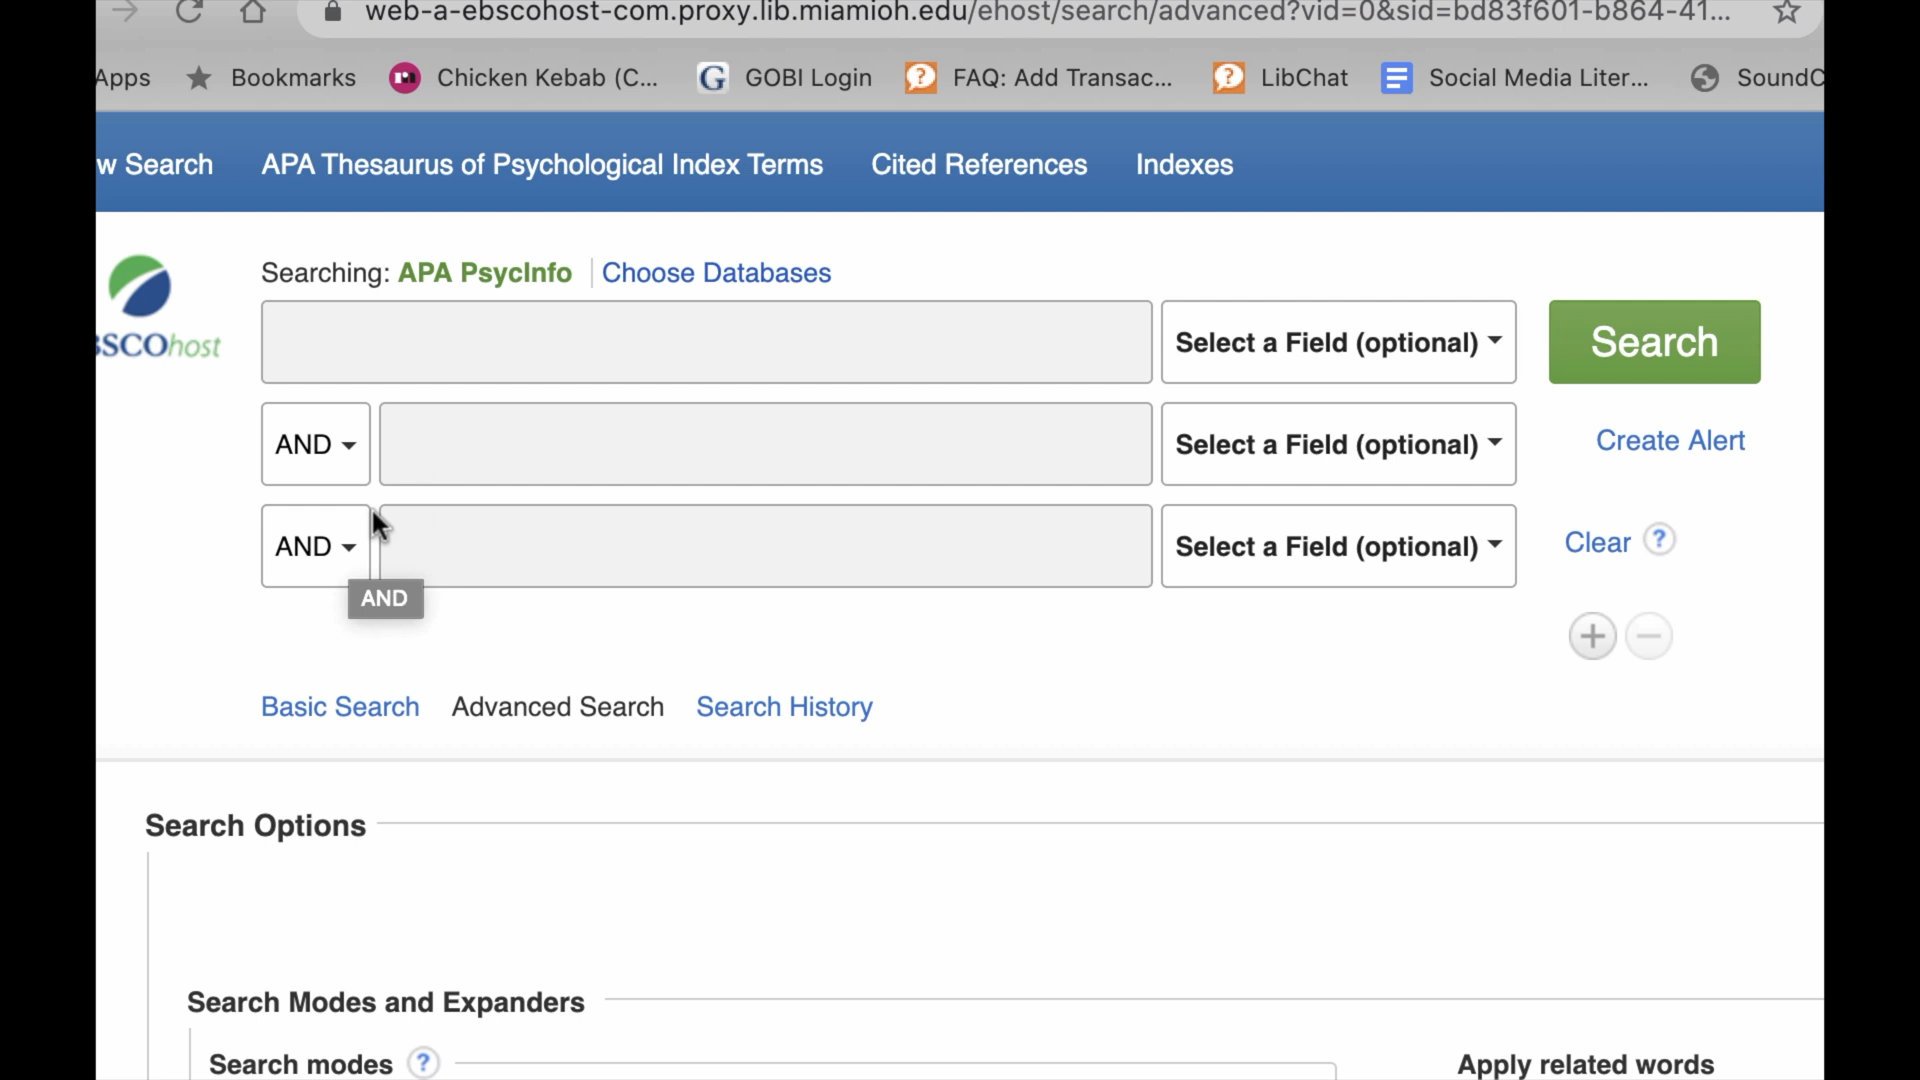 web-a-ebscohost-com.proxy.lib.miamioh.edu/ehost/search/advanced?vid=0&sid=bd83f601-b864-41...
Apps Bookmarks Chicken Kebab (C... G GOBI Login FAQ: Add Transac... LibChat Social Media Liter... SoundC
w Search APA Thesaurus of Psychological Index Terms Cited References Indexes
Searching: APA PsycInfo Choose Databases
BSCOhost
Select a Field (optional) Search
AND Select a Field (optional) Create Alert
AND Select a Field (optional) Clear ?
AND
Basic Search Advanced Search Search History
Search Options
Search Modes and Expanders
Search modes ? Apply related words